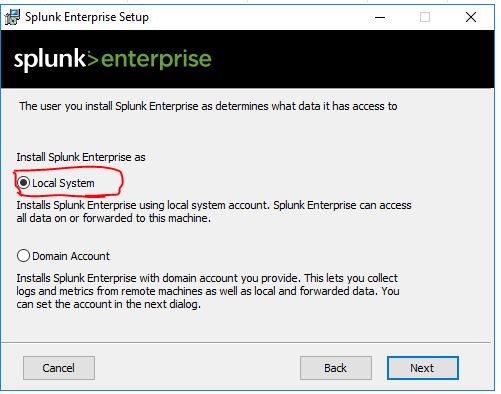 Splunk Enterprise Setup
splunk>enterprise
The user you install Splunk Enterprise as determines what data it has access to
Install Splunk Enterprise as
Local System
Installs Splunk Enterprise using local system account. Splunk Enterprise can access
all data on or forwarded to this machine.
Domain Account
Installs Splunk Enterprise with domain account you provide. This lets you collect
logs and metrics from remote machines as well as local and forwarded data. You
can set the account in the next dialog.
Cancel
Back
Next